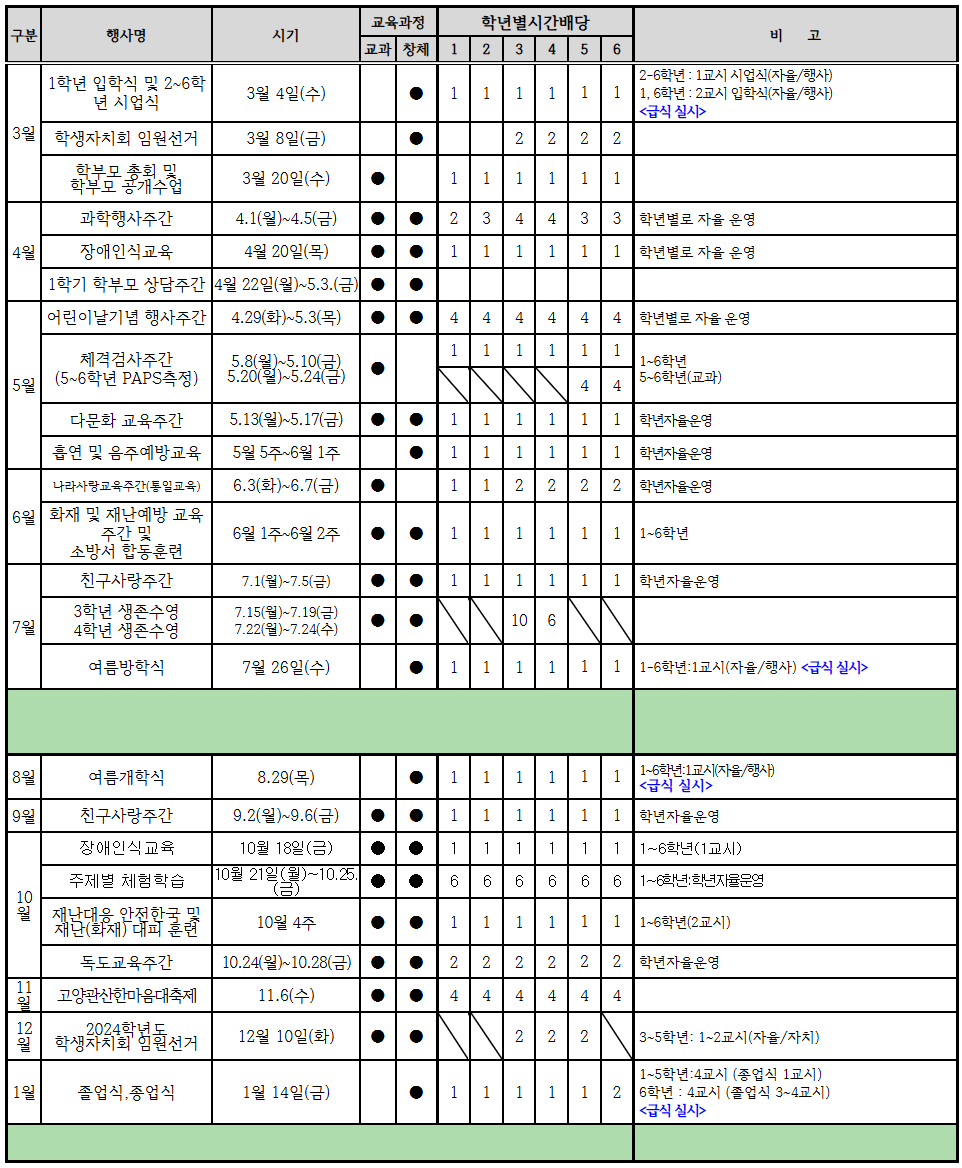 구분 행사명 시기 교육과정 학년별시간배당 비 고
교과 창체 1 2 3 4 5 6
3월
1학년 입학식 및 2~6학
년 시업식
3월 4일(수) ● 1 1 1 1 1 1
2-6학년 : 1교시 시업식(자율/행사)
1, 6학년 : 2교시 입학식(자율/행사)
<급식 실시>
학생자치회 임원선거 3월 8일(금) ● 2 2 2 2
학부모 총회 및
학부모 공개수업
3월 20일(수) ● 1 1 1 1 1 1
4월
과학행사주간 4.1(월)~4.5(금) ● ● 2 3 4 4 3 3 학년별로 자율 운영
장애인식교육 4월 20일(목) ● ● 1 1 1 1 1 1 학년별로 자율 운영
1학기 학부모 상담주간 4월 22일(월)~5.3.(금) ● ●
5월
어린이날기념 행사주간 4.29(화)~5.3(목) ● ● 4 4 4 4 4 4 학년별로 자율 운영
체격검사주간
(5~6학년 PAPS측정)
5.8(월)~5.10(금)
5.20(월)~5.24(금)
●
1 1 1 1 1 1
4 4
1~6학년
5~6학년(교과)
다문화 교육주간 5.13(월)~5.17(금) ● ● 1 1 1 1 1 1 학년자율운영
흡연 및 음주예방교육 5월 5주~6월 1주 ● 1 1 1 1 1 1 학년자율운영
6월
나라사랑교육주간(통일교육) 6.3(화)~6.7(금) ● 1 1 2 2 2 2 학년자율운영
화재 및 재난예방 교육
주간 및
소방서 합동훈련
6월 1주~6월 2주 ● ● 1 1 1 1 1 1 1~6학년
7월
친구사랑주간 7.1(월)~7.5(금) ● ● 1 1 1 1 1 1 학년자율운영
3학년 생존수영
4학년 생존수영
7.15(월)~7.19(금)
7.22(월)~7.24(수)
● ● 10 6
여름방학식 7월 26일(수) ● 1 1 1 1 1 1 1-6학년:1교시(자율/행사) <급식 실시>
8월 여름개학식 8.29(목) ● 1 1 1 1 1 1
1~6학년:1교시(자율/행사)
<급식 실시>
9월 친구사랑주간 9.2(월)~9.6(금) ● ● 1 1 1 1 1 1 학년자율운영
10
월
장애인식교육 10월 18일(금) ● ● 1 1 1 1 1 1 1~6학년(1교시)
주제별 체험학습
10월 21일(월)~10.25.
(금)
● ● 6 6 6 6 6 6 1~6학년:학년자율운영
재난대응 안전한국 및
재난(화재) 대피 훈련
10월 4주 ● ● 1 1 1 1 1 1 1~6학년(2교시)
독도교육주간 10.24(월)~10.28(금) ● ● 2 2 2 2 2 2 학년자율운영
11
월
고양관산한마음대축제 11.6(수) ● ● 4 4 4 4 4 4
12
월
2024학년도
학생자치회 임원선거
12월 10일(화) ● ● 2 2 2 3~5학년: 1~2교시(자율/자치)
1월 졸업식,종업식 1월 14일(금) ● 1 1 1 1 1 2
1~5학년:4교시 (종업식 1교시)
6학년 : 4교시 (졸업식 3~4교시)
<급식 실시>